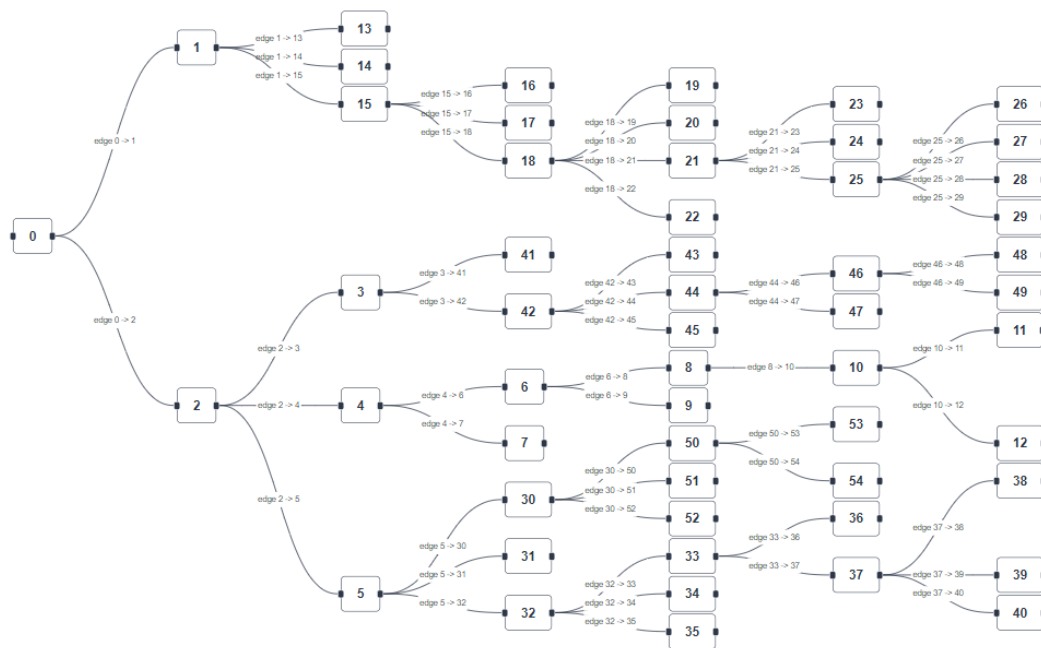 13
edge 1 -> 13
1
edge 1 -> 14
14
edge 1 -> 15
15
edge 15 -> 16
16
edge 15 -> 17
17
edge 15 -> 18
18
19
edge 18 -> 19
20
edge 18 -> 20
edge 18 -> 21
21
edge 18 -> 22
22
23
edge 21 -> 23
24
edge 21 -> 24
edge 21 -> 25
25
26
edge 25 -> 26
27
edge 25 -> 27
edge 25 -> 28
28
edge 25 -> 29
29
edge 0 -> 1
0
edge 0 -> 2
41
edge 3 -> 41
3
edge 3 -> 42
42
43
edge 42 -> 43
edge 42 -> 44
44
edge 42 -> 45
45
edge 44 -> 46
46
edge 44 -> 47
47
48
edge 46 -> 48
edge 46 -> 49
49
edge 2 -> 3
2
edge 2 -> 4
4
edge 4 -> 6
6
edge 4 -> 7
7
edge 6 -> 8
8
edge 6 -> 9
9
edge 8 -> 10
10
11
edge 10 -> 11
edge 10 -> 12
12
edge 2 -> 5
5
edge 5 -> 30
30
edge 5 -> 31
31
edge 5 -> 32
32
50
edge 30 -> 50
edge 30 -> 51
51
edge 30 -> 52
52
edge 50 -> 53
53
edge 50 -> 54
54
33
edge 32 -> 33
edge 32 -> 34
34
edge 32 -> 35
35
edge 33 -> 36
36
edge 33 -> 37
37
38
edge 37 -> 38
edge 37 -> 39
39
edge 37 -> 40
40